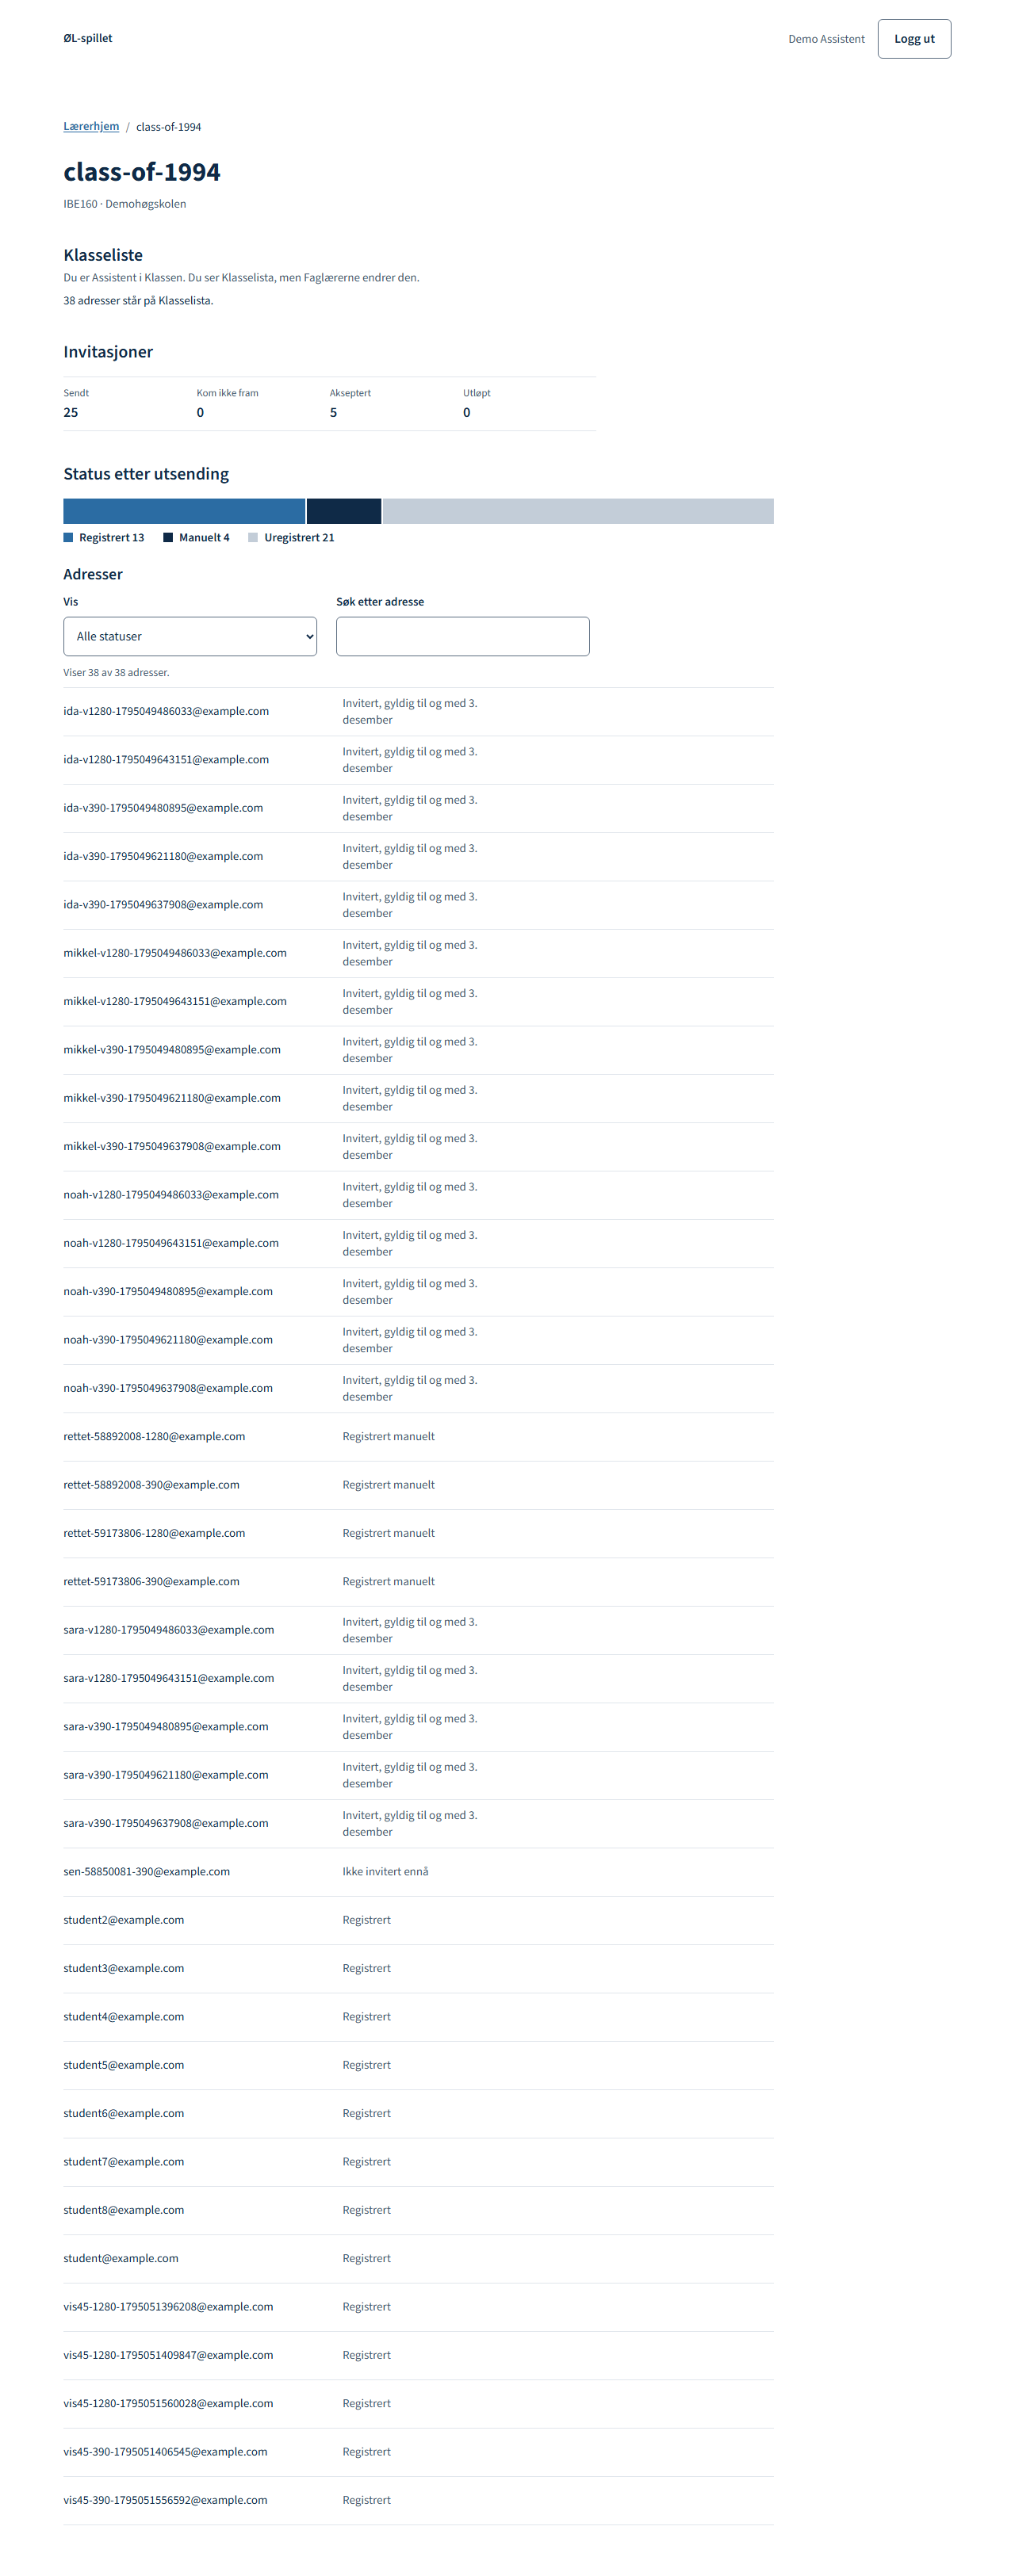 ØL-spillet
Demo Assistent
Logg ut
Lærerhjem / class-of-1994
class-of-1994
IBE160 · Demohøgskolen
Klasseliste
Du er Assistent i Klassen. Du ser Klasselista, men Faglærerne endrer den.
38 adresser står på Klasselista.
Invitasjoner
Sendt Kom ikke fram Akseptert Utløpt
25 0 5 0
Status etter utsending
Registrert 13 Manuelt 4 Uregistrert 21
Adresser
Vis Søk etter adresse
Alle statuser
Viser 38 av 38 adresser.
ida-v1280-1795049486033@example.com Invitert, gyldig til og med 3.
desember
ida-v1280-1795049643151@example.com Invitert, gyldig til og med 3.
desember
ida-v390-1795049480895@example.com Invitert, gyldig til og med 3.
desember
ida-v390-1795049621180@example.com Invitert, gyldig til og med 3.
desember
ida-v390-1795049637908@example.com Invitert, gyldig til og med 3.
desember
mikkel-v1280-1795049486033@example.com Invitert, gyldig til og med 3.
desember
mikkel-v1280-1795049643151@example.com Invitert, gyldig til og med 3.
desember
mikkel-v390-1795049480895@example.com Invitert, gyldig til og med 3.
desember
mikkel-v390-1795049621180@example.com Invitert, gyldig til og med 3.
desember
mikkel-v390-1795049637908@example.com Invitert, gyldig til og med 3.
desember
noah-v1280-1795049486033@example.com Invitert, gyldig til og med 3.
desember
noah-v1280-1795049643151@example.com Invitert, gyldig til og med 3.
desember
noah-v390-1795049480895@example.com Invitert, gyldig til og med 3.
desember
noah-v390-1795049621180@example.com Invitert, gyldig til og med 3.
desember
noah-v390-1795049637908@example.com Invitert, gyldig til og med 3.
desember
rettet-58892008-1280@example.com Registrert manuelt
rettet-58892008-390@example.com Registrert manuelt
rettet-59173806-1280@example.com Registrert manuelt
rettet-59173806-390@example.com Registrert manuelt
sara-v1280-1795049486033@example.com Invitert, gyldig til og med 3.
desember
sara-v1280-1795049643151@example.com Invitert, gyldig til og med 3.
desember
sara-v390-1795049480895@example.com Invitert, gyldig til og med 3.
desember
sara-v390-1795049621180@example.com Invitert, gyldig til og med 3.
desember
sara-v390-1795049637908@example.com Invitert, gyldig til og med 3.
desember
sen-58850081-390@example.com Ikke invitert ennå
student2@example.com Registrert
student3@example.com Registrert
student4@example.com Registrert
student5@example.com Registrert
student6@example.com Registrert
student7@example.com Registrert
student8@example.com Registrert
student@example.com Registrert
vis45-1280-1795051396208@example.com Registrert
vis45-1280-1795051409847@example.com Registrert
vis45-1280-1795051560028@example.com Registrert
vis45-390-1795051406545@example.com Registrert
vis45-390-1795051556592@example.com Registrert